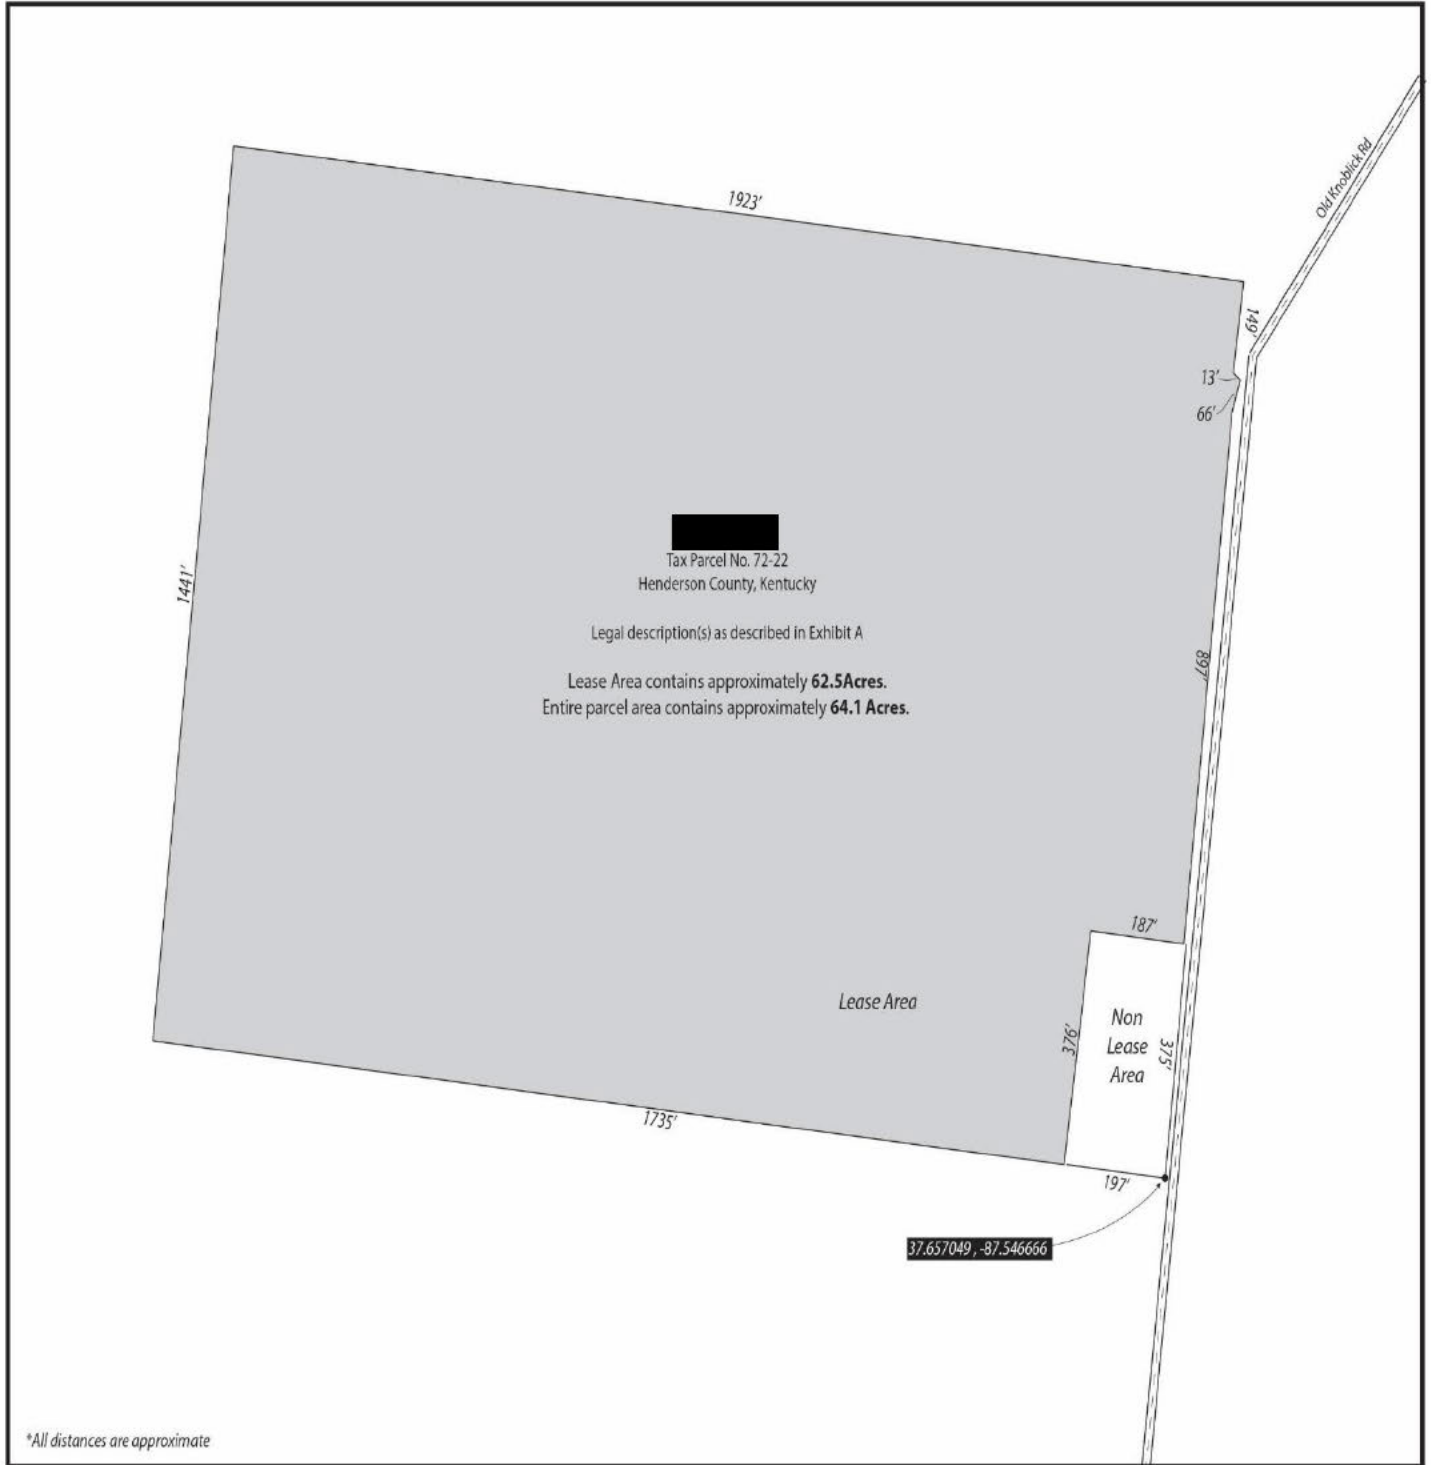 Old Knoblick Rd
1923'
149'
13'
66'
Tax Parcel No. 72-22
Henderson County, Kentucky
1441'
Legal description(s) as described in Exhibit A
897'
Lease Area contains approximately 62.5Acres.
Entire parcel area contains approximately 64.1 Acres.
187'
Lease Area
Non
Lease
Area
376'
375'
1735'
197'
37.657049 , -87.546666
*All distances are approximate